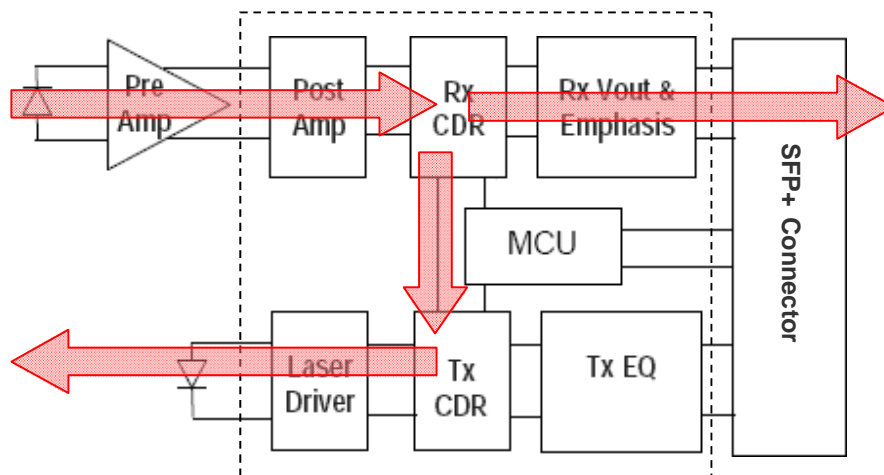 Pre
Amp
Post
Amp
Rx
CDR
Rx Vout &
Emphasis
SFP+ Connector
MCU
Laser
Driver
Tx
CDR
Tx EQ